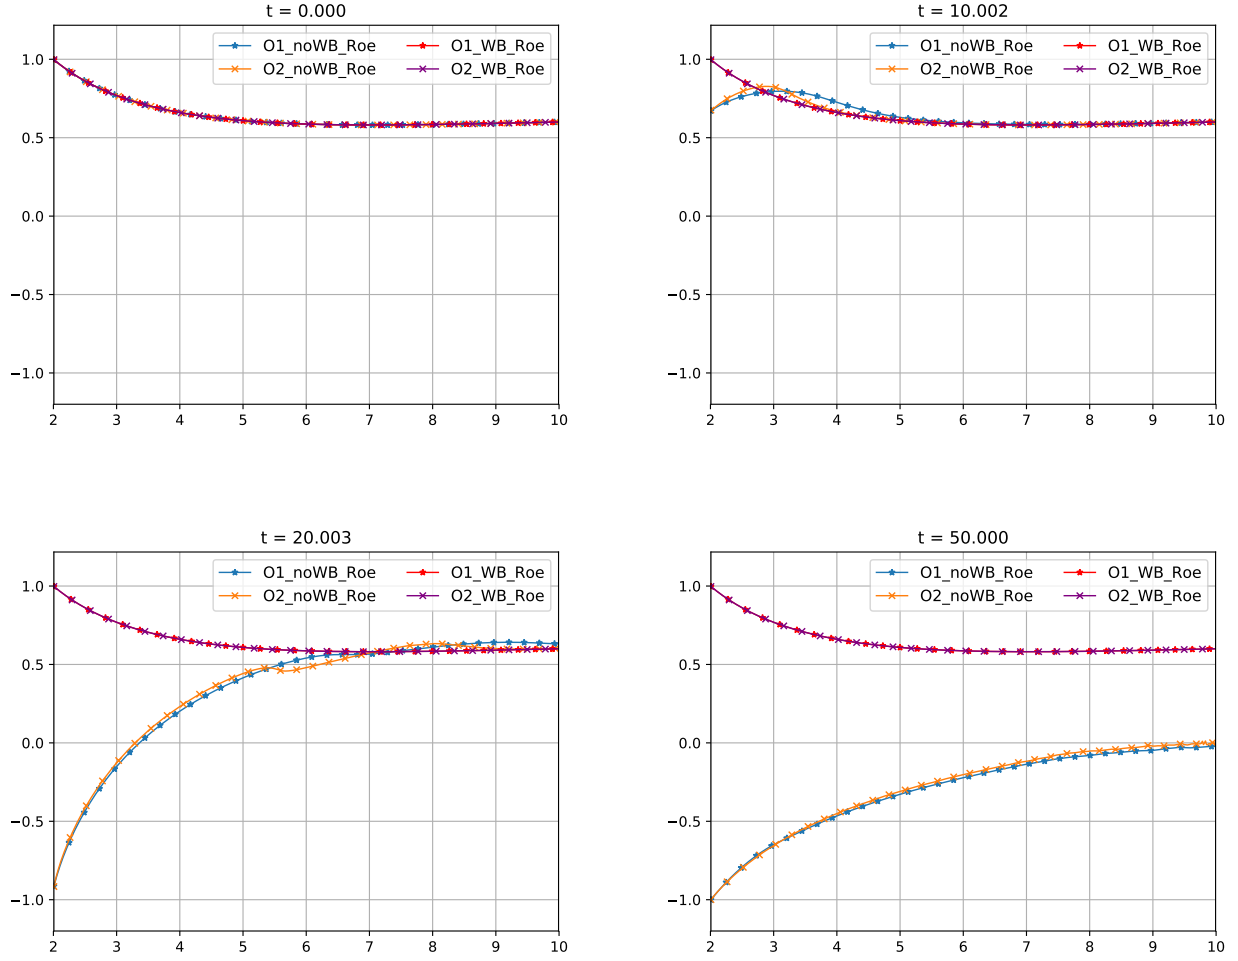 t = 0.000
O1_noWB_Roe O1_WB_Roe
O2_noWB_Roe O2_WB_Roe
1.0
0.5
0.0
−0.5
−1.0
2 3 4 5 6 7 8 9 10
t = 10.002
O1_noWB_Roe O1_WB_Roe
O2_noWB_Roe O2_WB_Roe
1.0
0.5
0.0
−0.5
−1.0
2 3 4 5 6 7 8 9 10
t = 20.003
O1_noWB_Roe O1_WB_Roe
O2_noWB_Roe O2_WB_Roe
1.0
0.5
0.0
−0.5
−1.0
2 3 4 5 6 7 8 9 10
t = 50.000
O1_noWB_Roe O1_WB_Roe
O2_noWB_Roe O2_WB_Roe
1.0
0.5
0.0
−0.5
−1.0
2 3 4 5 6 7 8 9 10